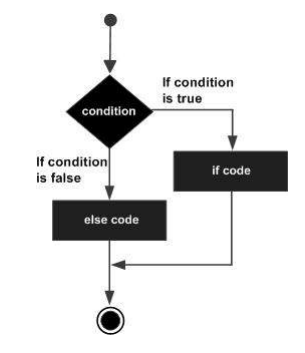 If condition
is true
condition
If condition
is false
if code
else code